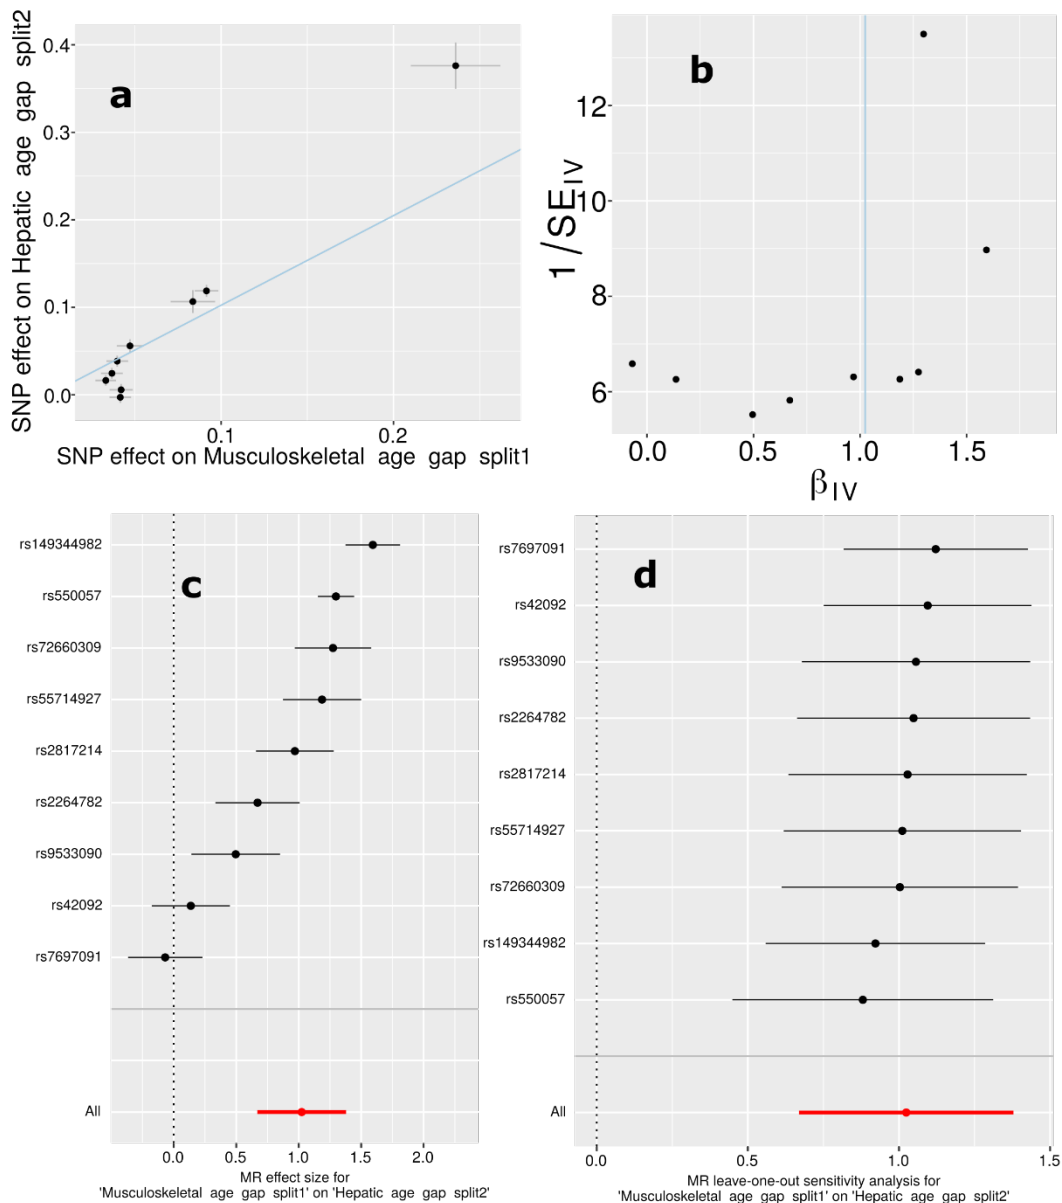 a
SNP effect on Hepatic age gap split2
0.4
0.3
0.2
0.1
0.0
0.1 0.2
SNP effect on Musculoskeletal age gap split1
b
1 / SE_IV
12
10
8
6
0.0 0.5 1.0 1.5
β_IV
c
rs149344982
rs550057
rs72660309
rs55714927
rs2817214
rs2264782
rs9533090
rs42092
rs7697091
All
0.0 0.5 1.0 1.5 2.0
MR effect size for
'Musculoskeletal age gap split1' on 'Hepatic age gap split2'
d
rs7697091
rs42092
rs9533090
rs2264782
rs2817214
rs55714927
rs72660309
rs149344982
rs550057
All
0.0 0.5 1.0 1.5
MR leave-one-out sensitivity analysis for
'Musculoskeletal age gap split1' on 'Hepatic age gap split2'